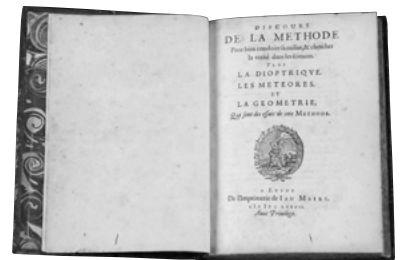 DISCOURS
DE LA METHODE
Pour bien conduire sa raison, & chercher
la verité dans les sciences.
PLUS
LA DIOPTRIQVE.
LES METEORES.
ET
LA GEOMETRIE.
Qui sont des essais de cete METHODE.
A LEYDE
De l'Imprimerie de IAN MAIRE.
Avec Privilege.